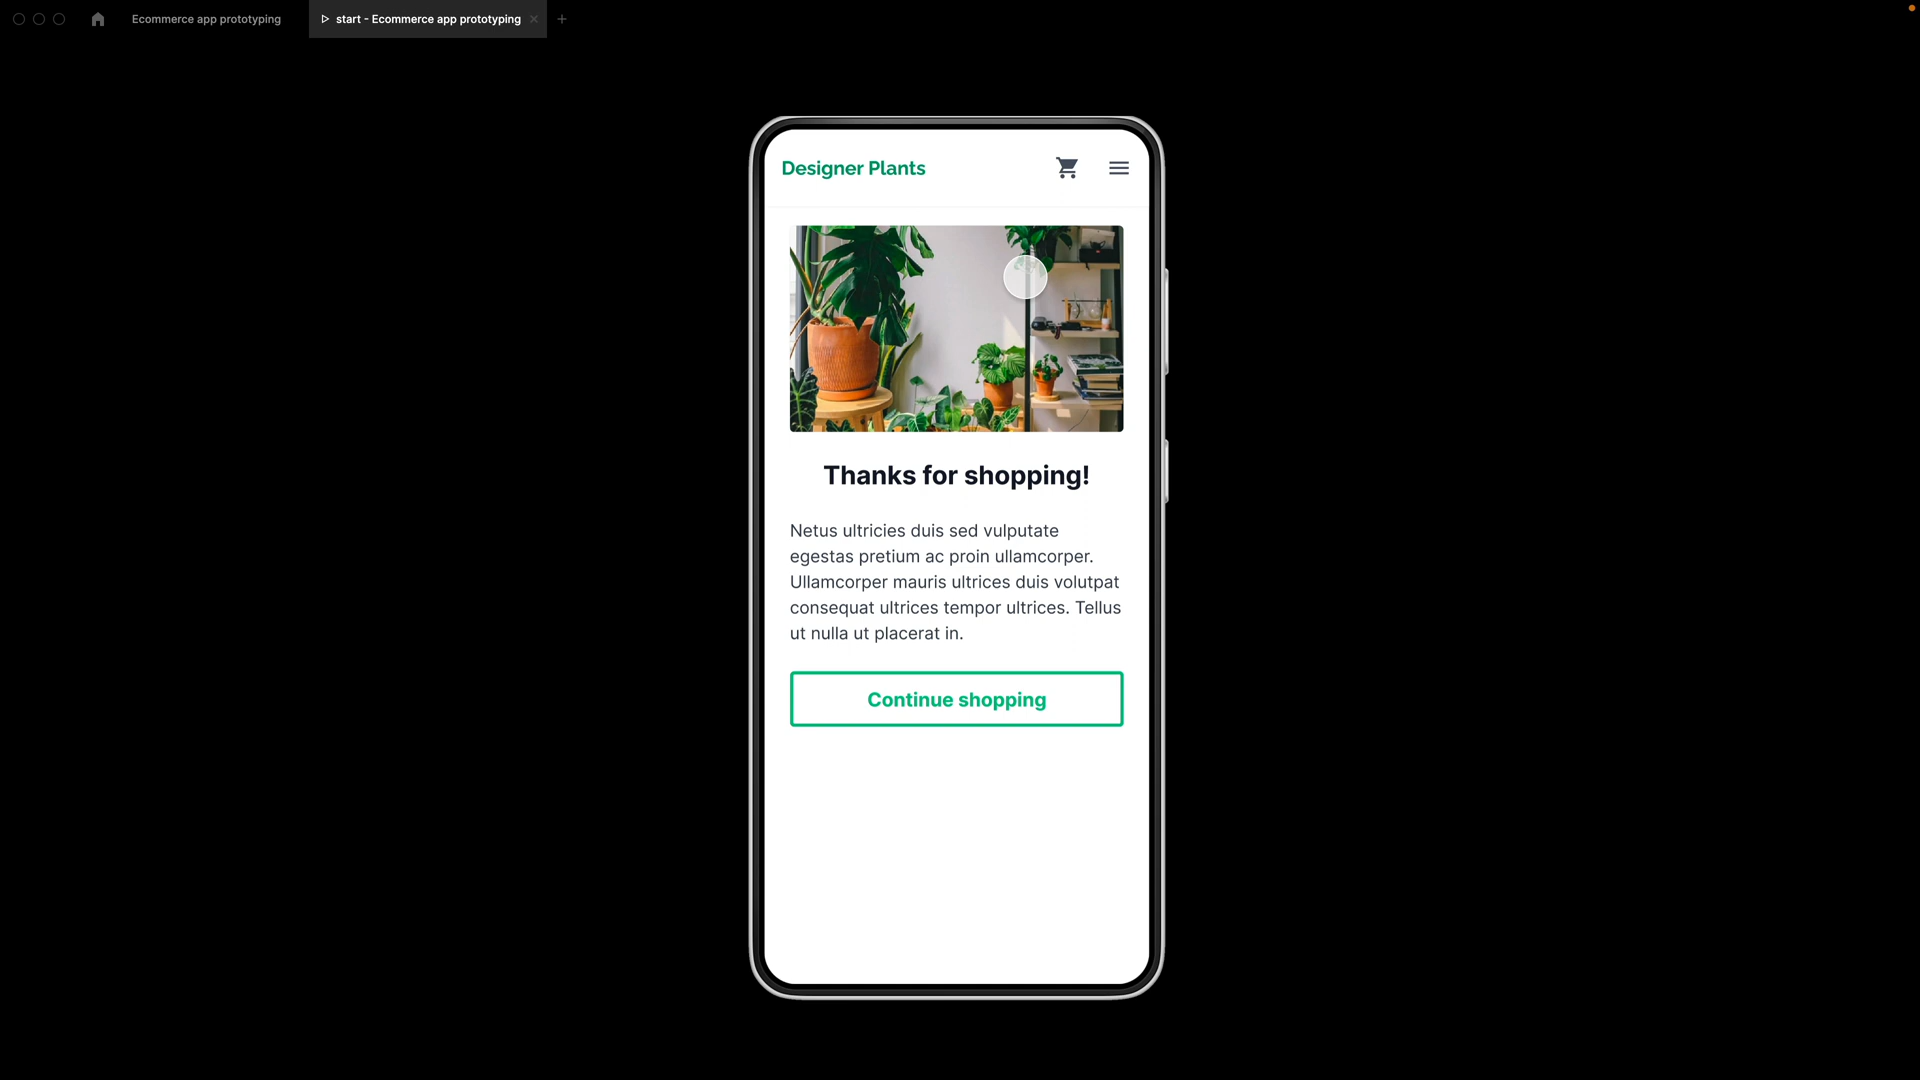 Ecommerce app prototyping
start - Ecommerce app prototyping
Designer Plants
Thanks for shopping!
Netus ultricies duis sed vulputate
egestas pretium ac proin ullamcorper.
Ullamcorper mauris ultrices duis volutpat
consequat ultrices tempor ultrices. Tellus
ut nulla ut placerat in.
Continue shopping